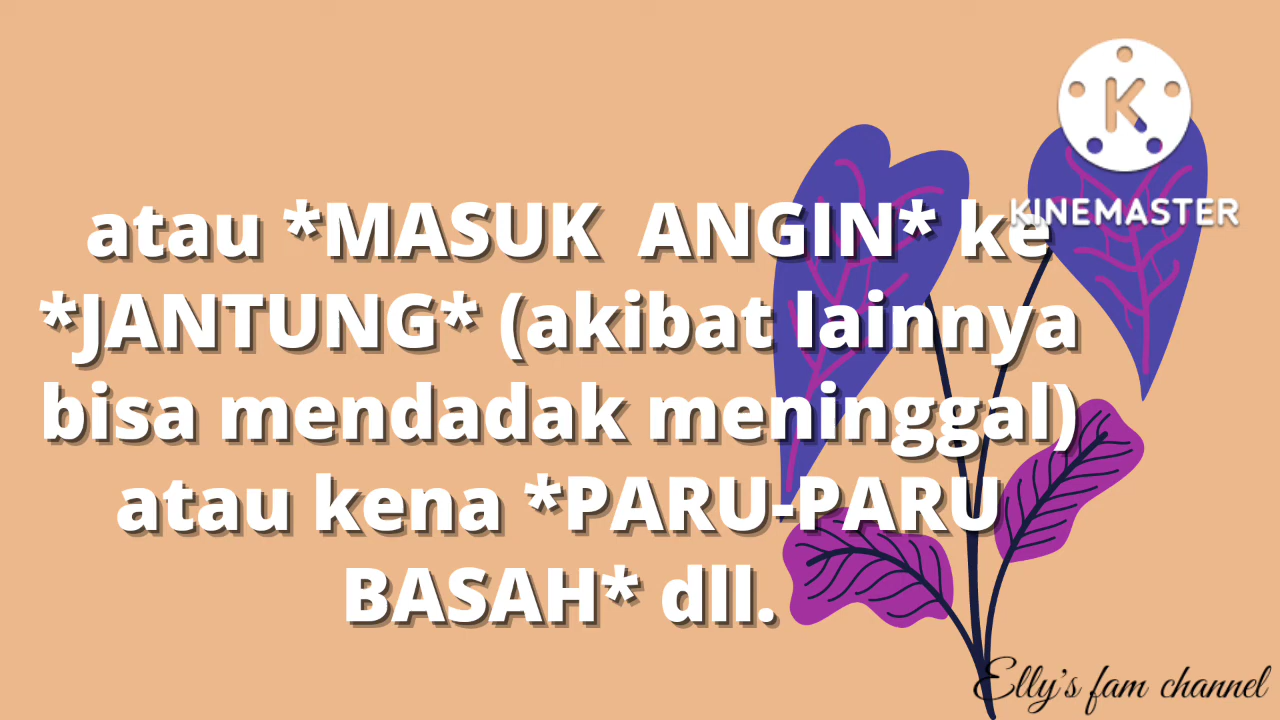 KINEMASTER
atau *MASUK ANGIN* ke
*JANTUNG* (akibat lainnya
bisa mendadak meninggal)
atau kena *PARU-PARU
BASAH* dll.
Elly's fam channel